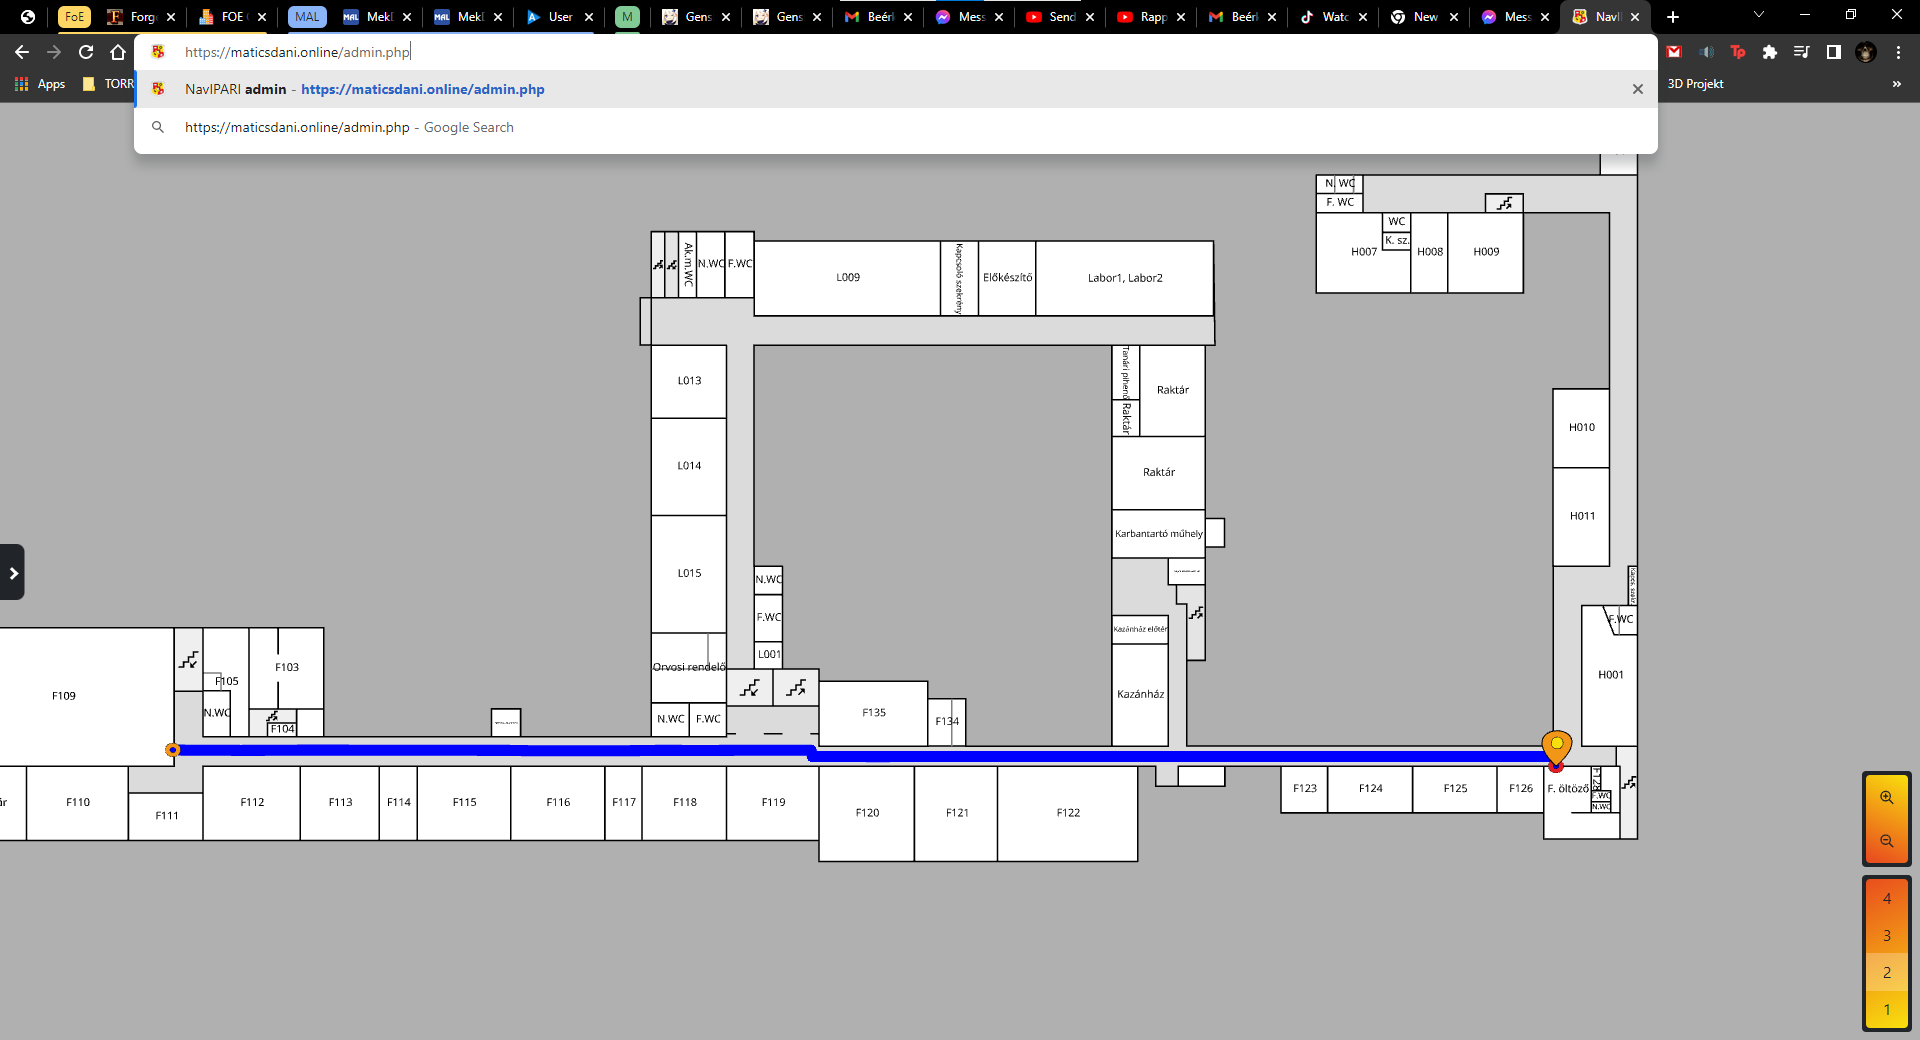 FoE
Forg
FOE
MAL
MekI
MekI
User
M
Gens
Gens
Beér
Mess
Send
Rapp
Beér
Watc
New
Mess
NavI
https://maticsdani.online/admin.php
Apps
TORR
3D Projekt
NavIPARI admin - https://maticsdani.online/admin.php
https://maticsdani.online/admin.php - Google Search
N. WC
F. WC
WC
K. sz.
H007
H008
H009
Ak.m.WC
N.WC
F.WC
L009
Kapcsoló szekrény
Előkészítő
Labor1, Labor2
L013
Tanári pihenő
Raktár
Raktár
H010
L014
Raktár
H011
Karbantartó műhely
L015
N.WC
F.WC
L001
Kazánház előtér
F.WC
H001
Orvosi rendelő
F103
F105
F109
N.WC
F104
N.WC
F.WC
F135
F134
Kazánház
F110
F111
F112
F113
F114
F115
F116
F117
F118
F119
F120
F121
F122
F123
F124
F125
F126
F. öltöző
F128
F.WC
N.WC
4
3
2
1